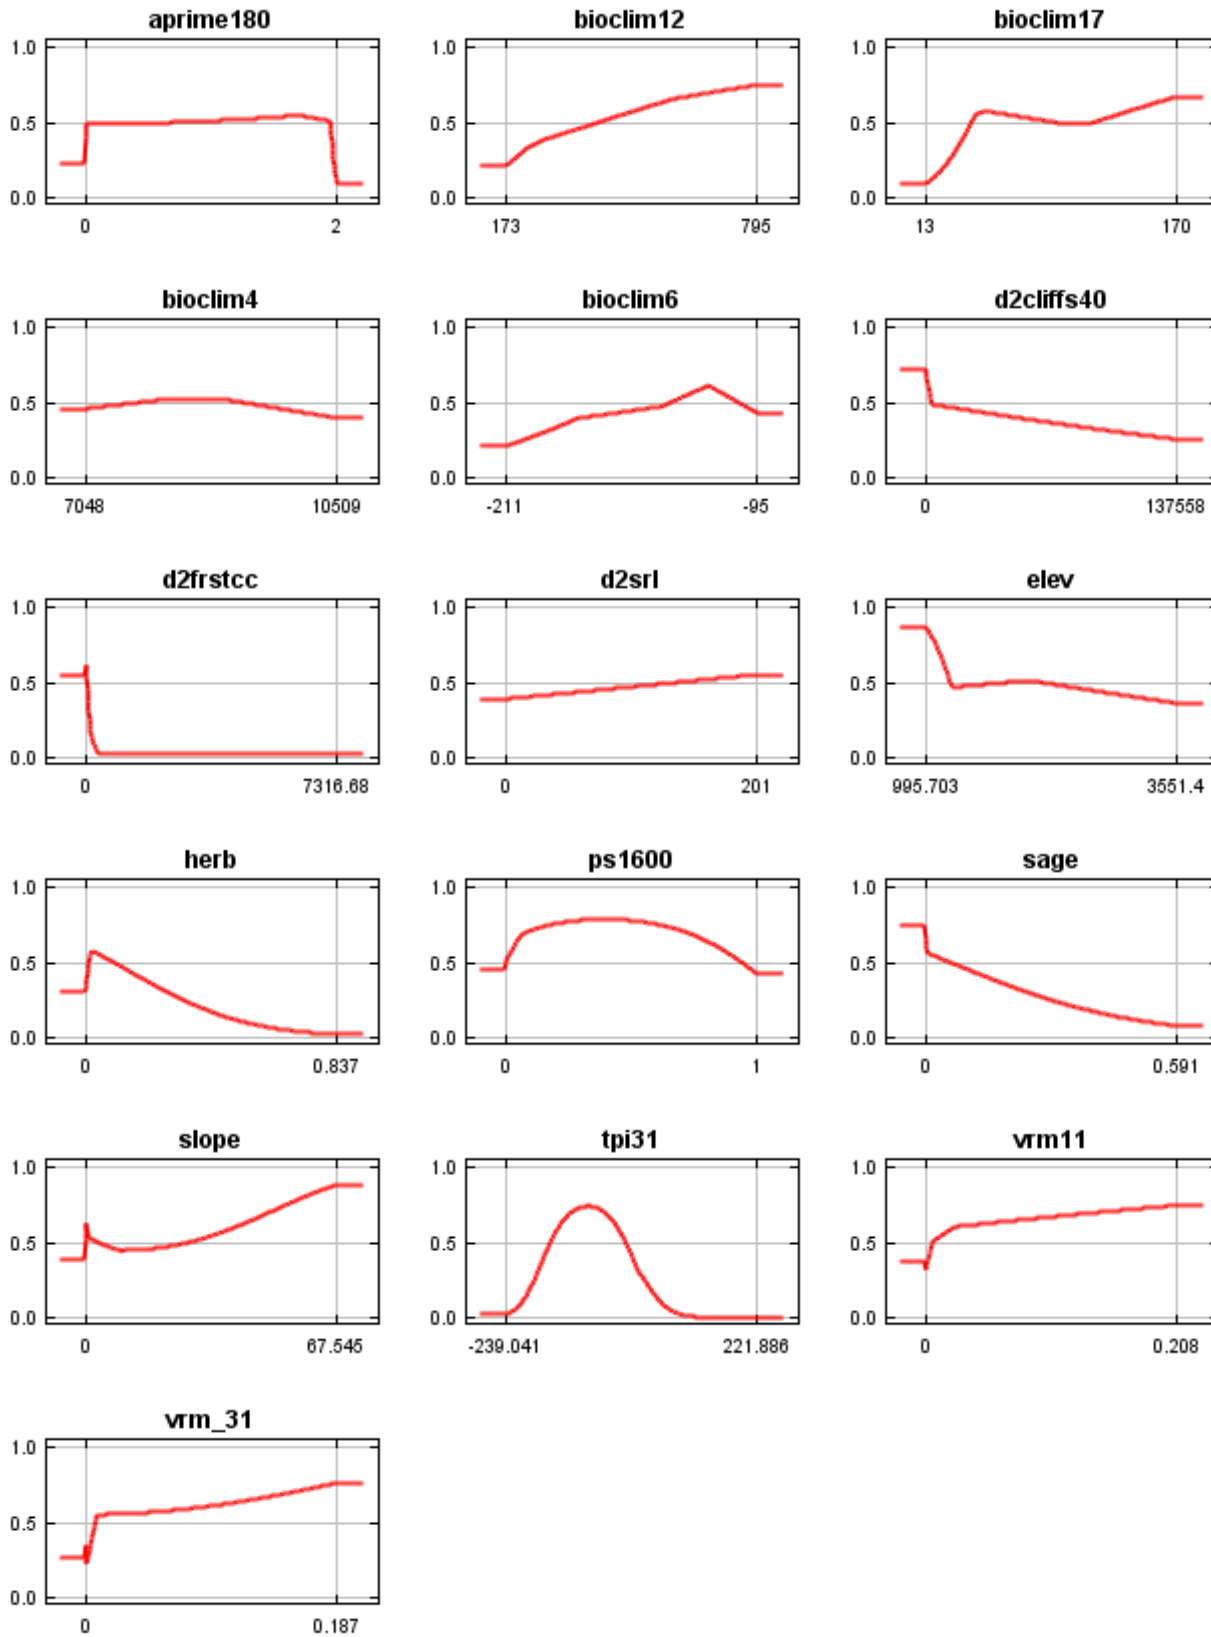 aprime180 bioclim12 bioclim17
1.0 1.0 1.0
0.5 0.5 0.5
0.0 0.0 0.0
0 2 173 795 13 170
bioclim4 bioclim6 d2cliffs40
1.0 1.0 1.0
0.5 0.5 0.5
0.0 0.0 0.0
7048 10509 -211 -95 0 137558
d2frstcc d2srl elev
1.0 1.0 1.0
0.5 0.5 0.5
0.0 0.0 0.0
0 7316.68 0 201 995.703 3551.4
herb ps1600 sage
1.0 1.0 1.0
0.5 0.5 0.5
0.0 0.0 0.0
0 0.837 0 1 0 0.591
slope tpi31 vrm11
1.0 1.0 1.0
0.5 0.5 0.5
0.0 0.0 0.0
0 67.545 -239.041 221.886 0 0.208
vrm_31
1.0
0.5
0.0
0 0.187